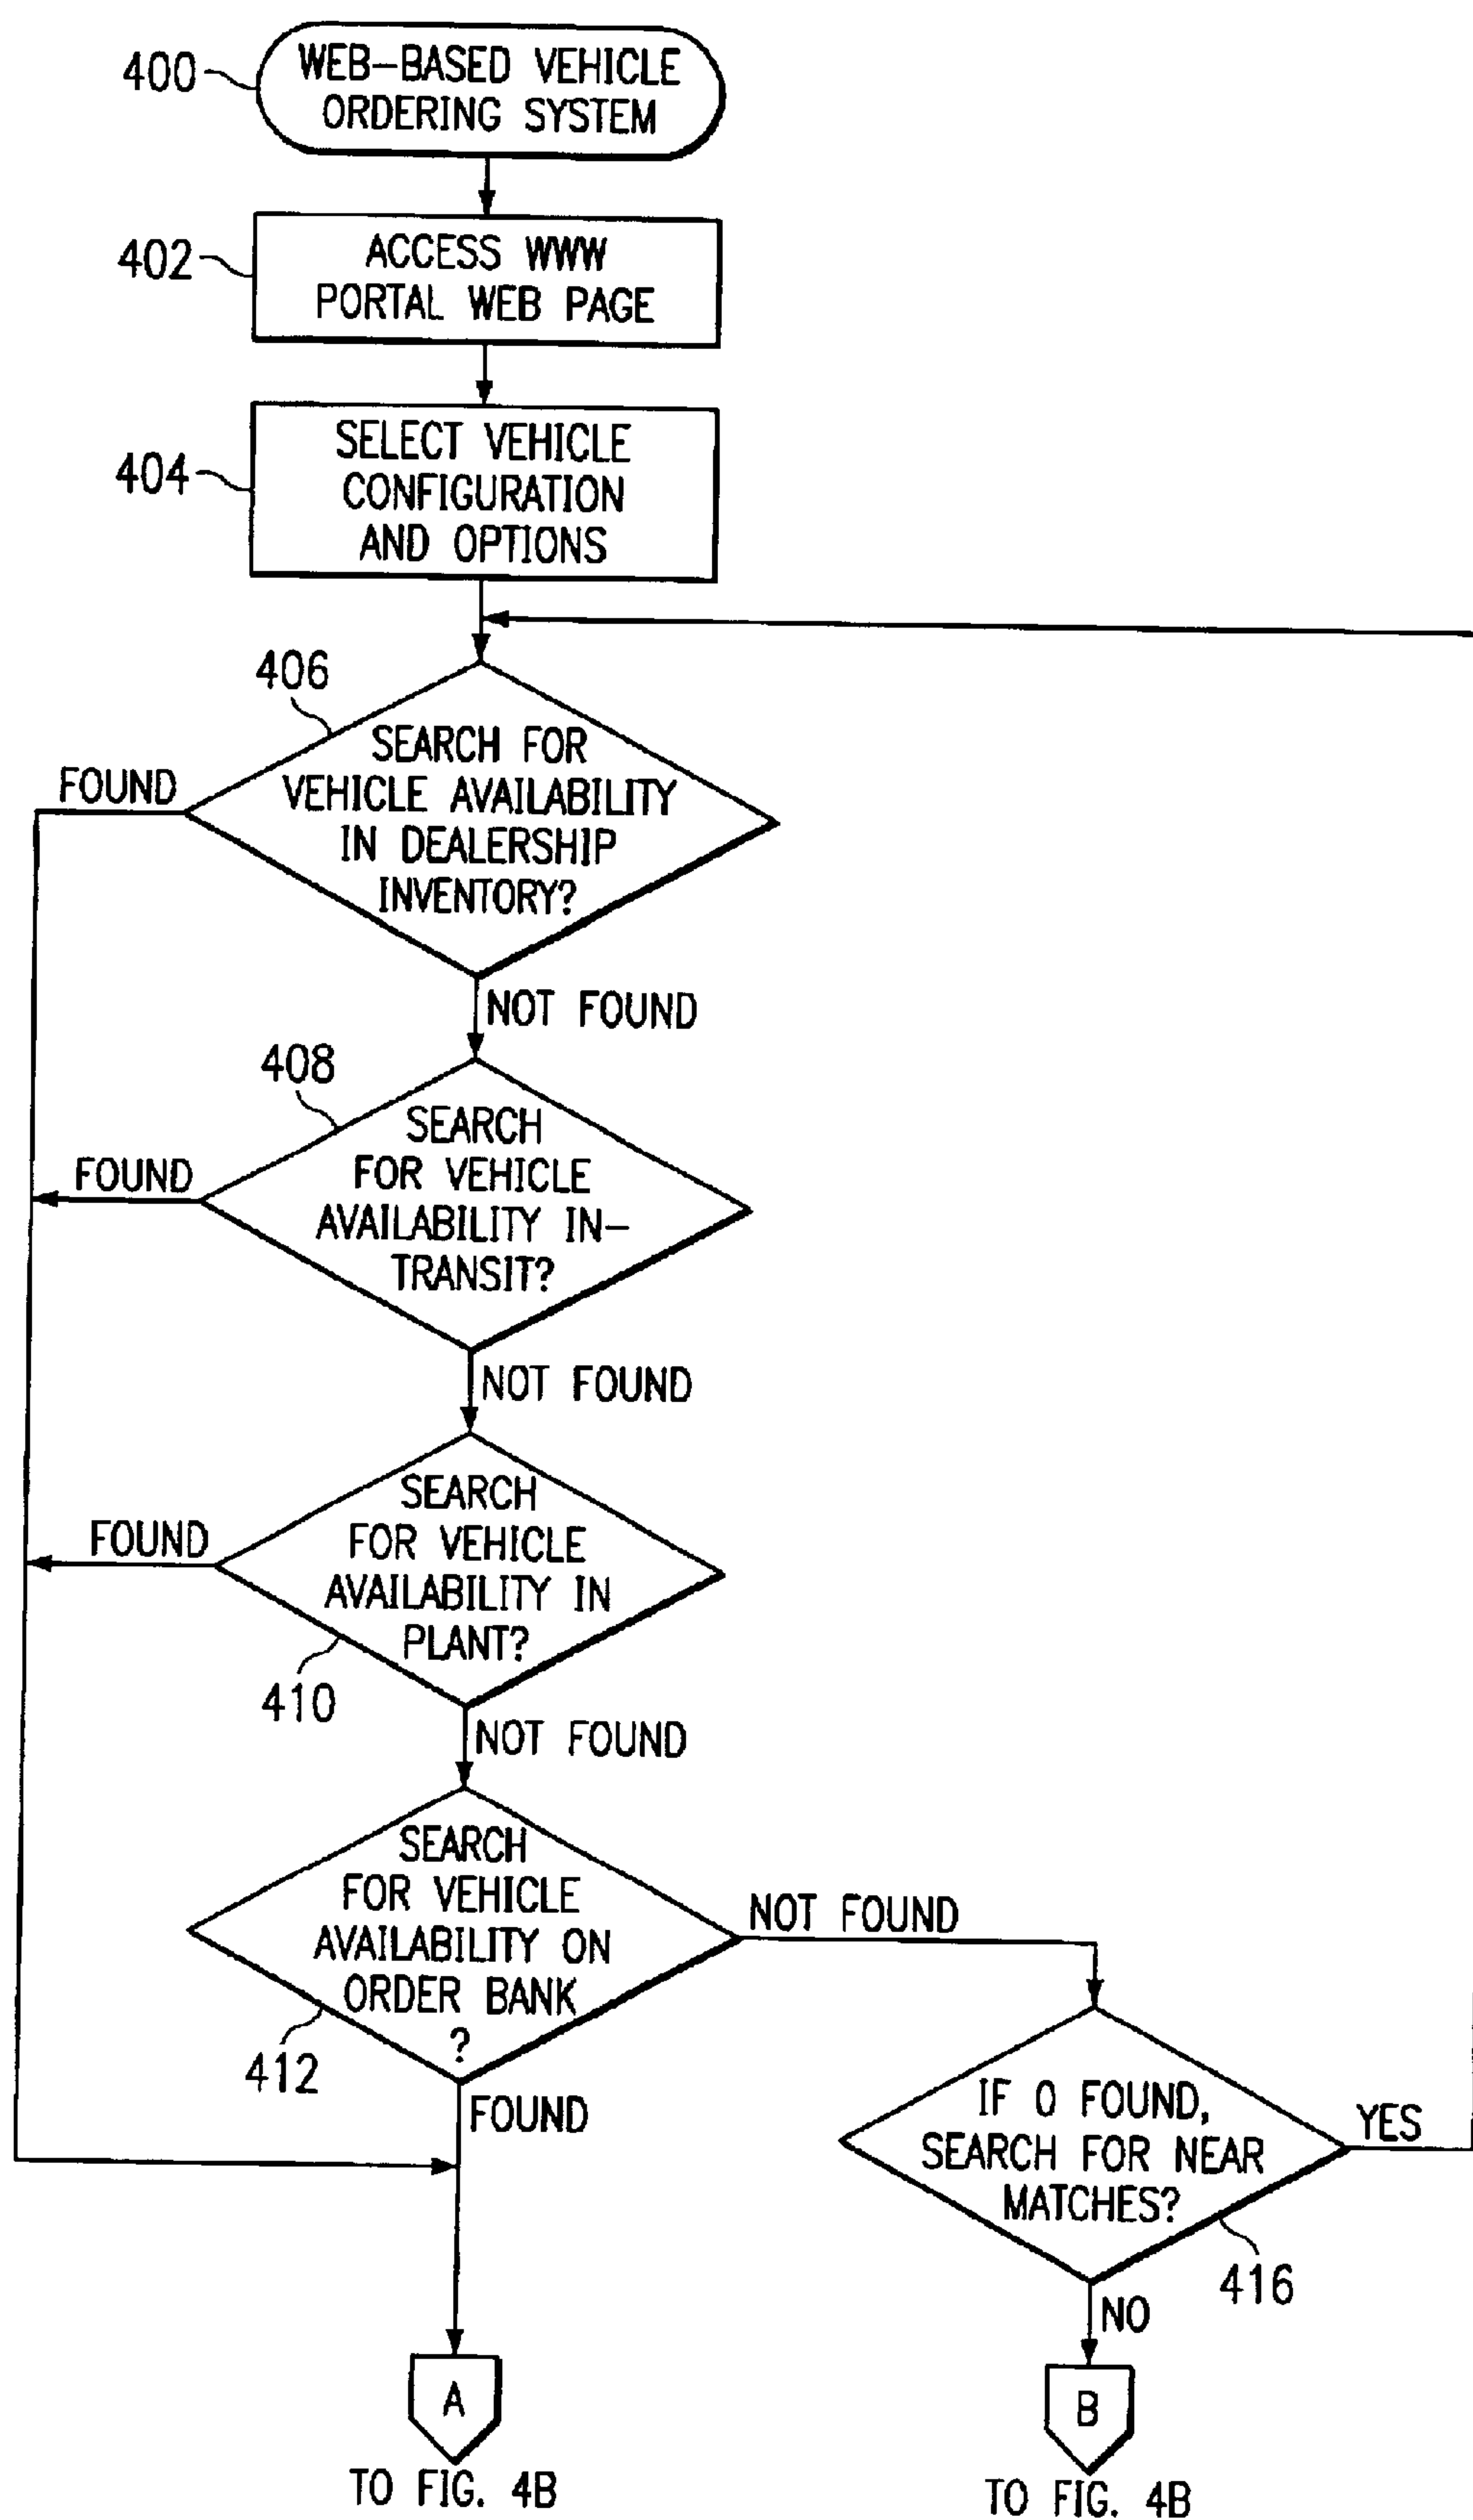 400
WEB-BASED VEHICLE
ORDERING SYSTEM
402
ACCESS WWW
PORTAL WEB PAGE
404
SELECT VEHICLE
CONFIGURATION
AND OPTIONS
406
SEARCH FOR
VEHICLE AVAILABILITY
IN DEALERSHIP
INVENTORY?
FOUND
NOT FOUND
408
SEARCH
FOR VEHICLE
AVAILABILITY IN-
TRANSIT?
FOUND
NOT FOUND
SEARCH
FOR VEHICLE
AVAILABILITY IN
PLANT?
FOUND
410
NOT FOUND
SEARCH
FOR VEHICLE
AVAILABILITY ON
ORDER BANK
?
412
NOT FOUND
FOUND
IF 0 FOUND,
SEARCH FOR NEAR
MATCHES?
YES
416
NO
A
TO FIG. 4B
B
TO FIG. 4B